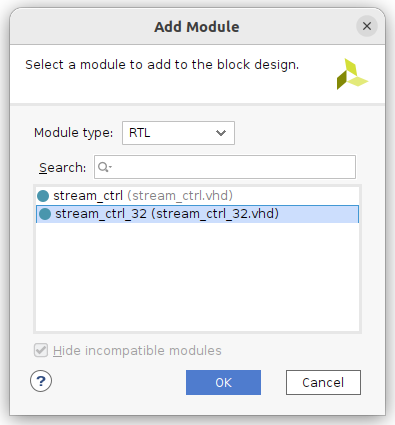 Add Module
Select a module to add to the block design.
Module type: RTL
Search:
stream_ctrl (stream_ctrl.vhd)
stream_ctrl_32 (stream_ctrl_32.vhd)
Hide incompatible modules
? OK Cancel